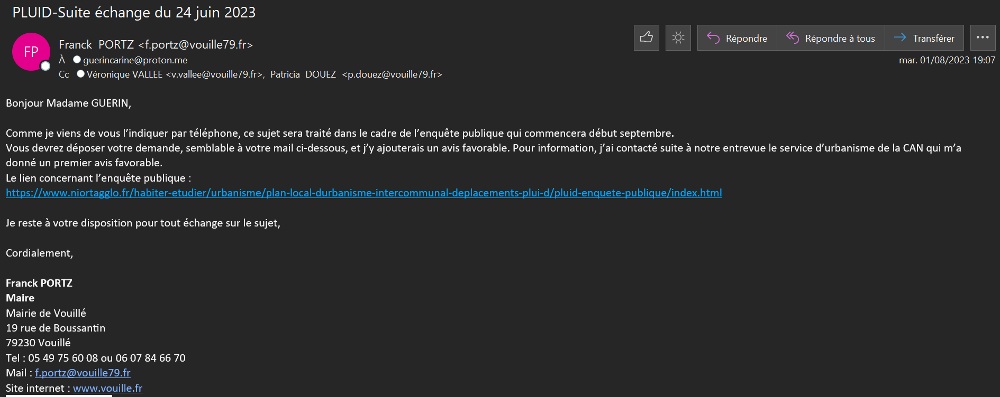 PLUID-Suite échange du 24 juin 2023
FP
Franck PORTZ <f.portz@vouille79.fr>
Répondre
Répondre à tous
Transférer
À guerincarine@proton.me
mar. 01/08/2023 19:07
Cc Véronique VALLEE <v.vallee@vouille79.fr>, Patricia DOUEZ <p.douez@vouille79.fr>
Bonjour Madame GUERIN,
Comme je viens de vous l’indiquer par téléphone, ce sujet sera traité dans le cadre de l’enquête publique qui commencera début septembre.
Vous devrez déposer votre demande, semblable à votre mail ci-dessous, et j’y ajouterais un avis favorable. Pour information, j’ai contacté suite à notre entrevue le service d’urbanisme de la CAN qui m’a
donné un premier avis favorable.
Le lien concernant l’enquête publique :
https://www.niortagglo.fr/habiter-etudier/urbanisme/plan-local-durbanisme-intercommunal-deplacements-plui-d/pluid-enquete-publique/index.html
Je reste à votre disposition pour tout échange sur le sujet,
Cordialement,
Franck PORTZ
Maire
Mairie de Vouillé
19 rue de Boussantin
79230 Vouillé
Tel : 05 49 75 60 08 ou 06 07 84 66 70
Mail : f.portz@vouille79.fr
Site internet : www.vouille.fr